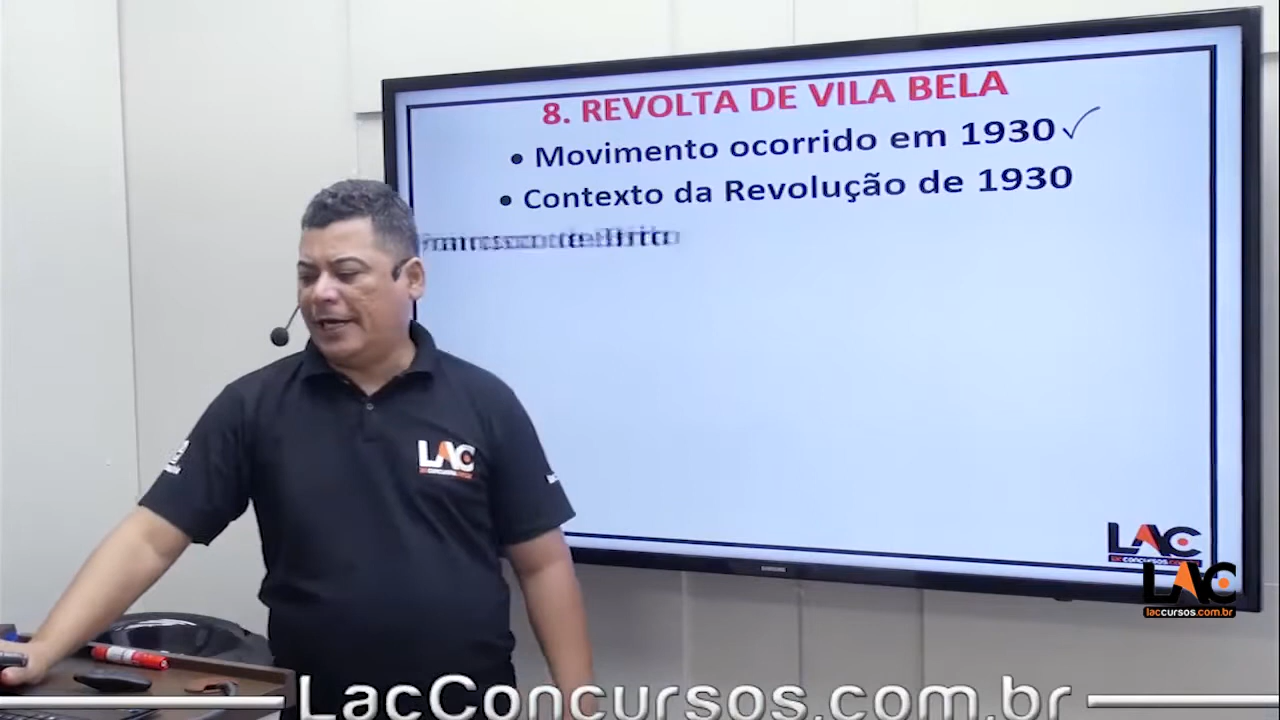 8. REVOLTA DE VILA BELA
• Movimento ocorrido em 1930
• Contexto da Revolução de 1930
LAC
LAC
LAC
laccursos.com.br
LacConcursos.com.br